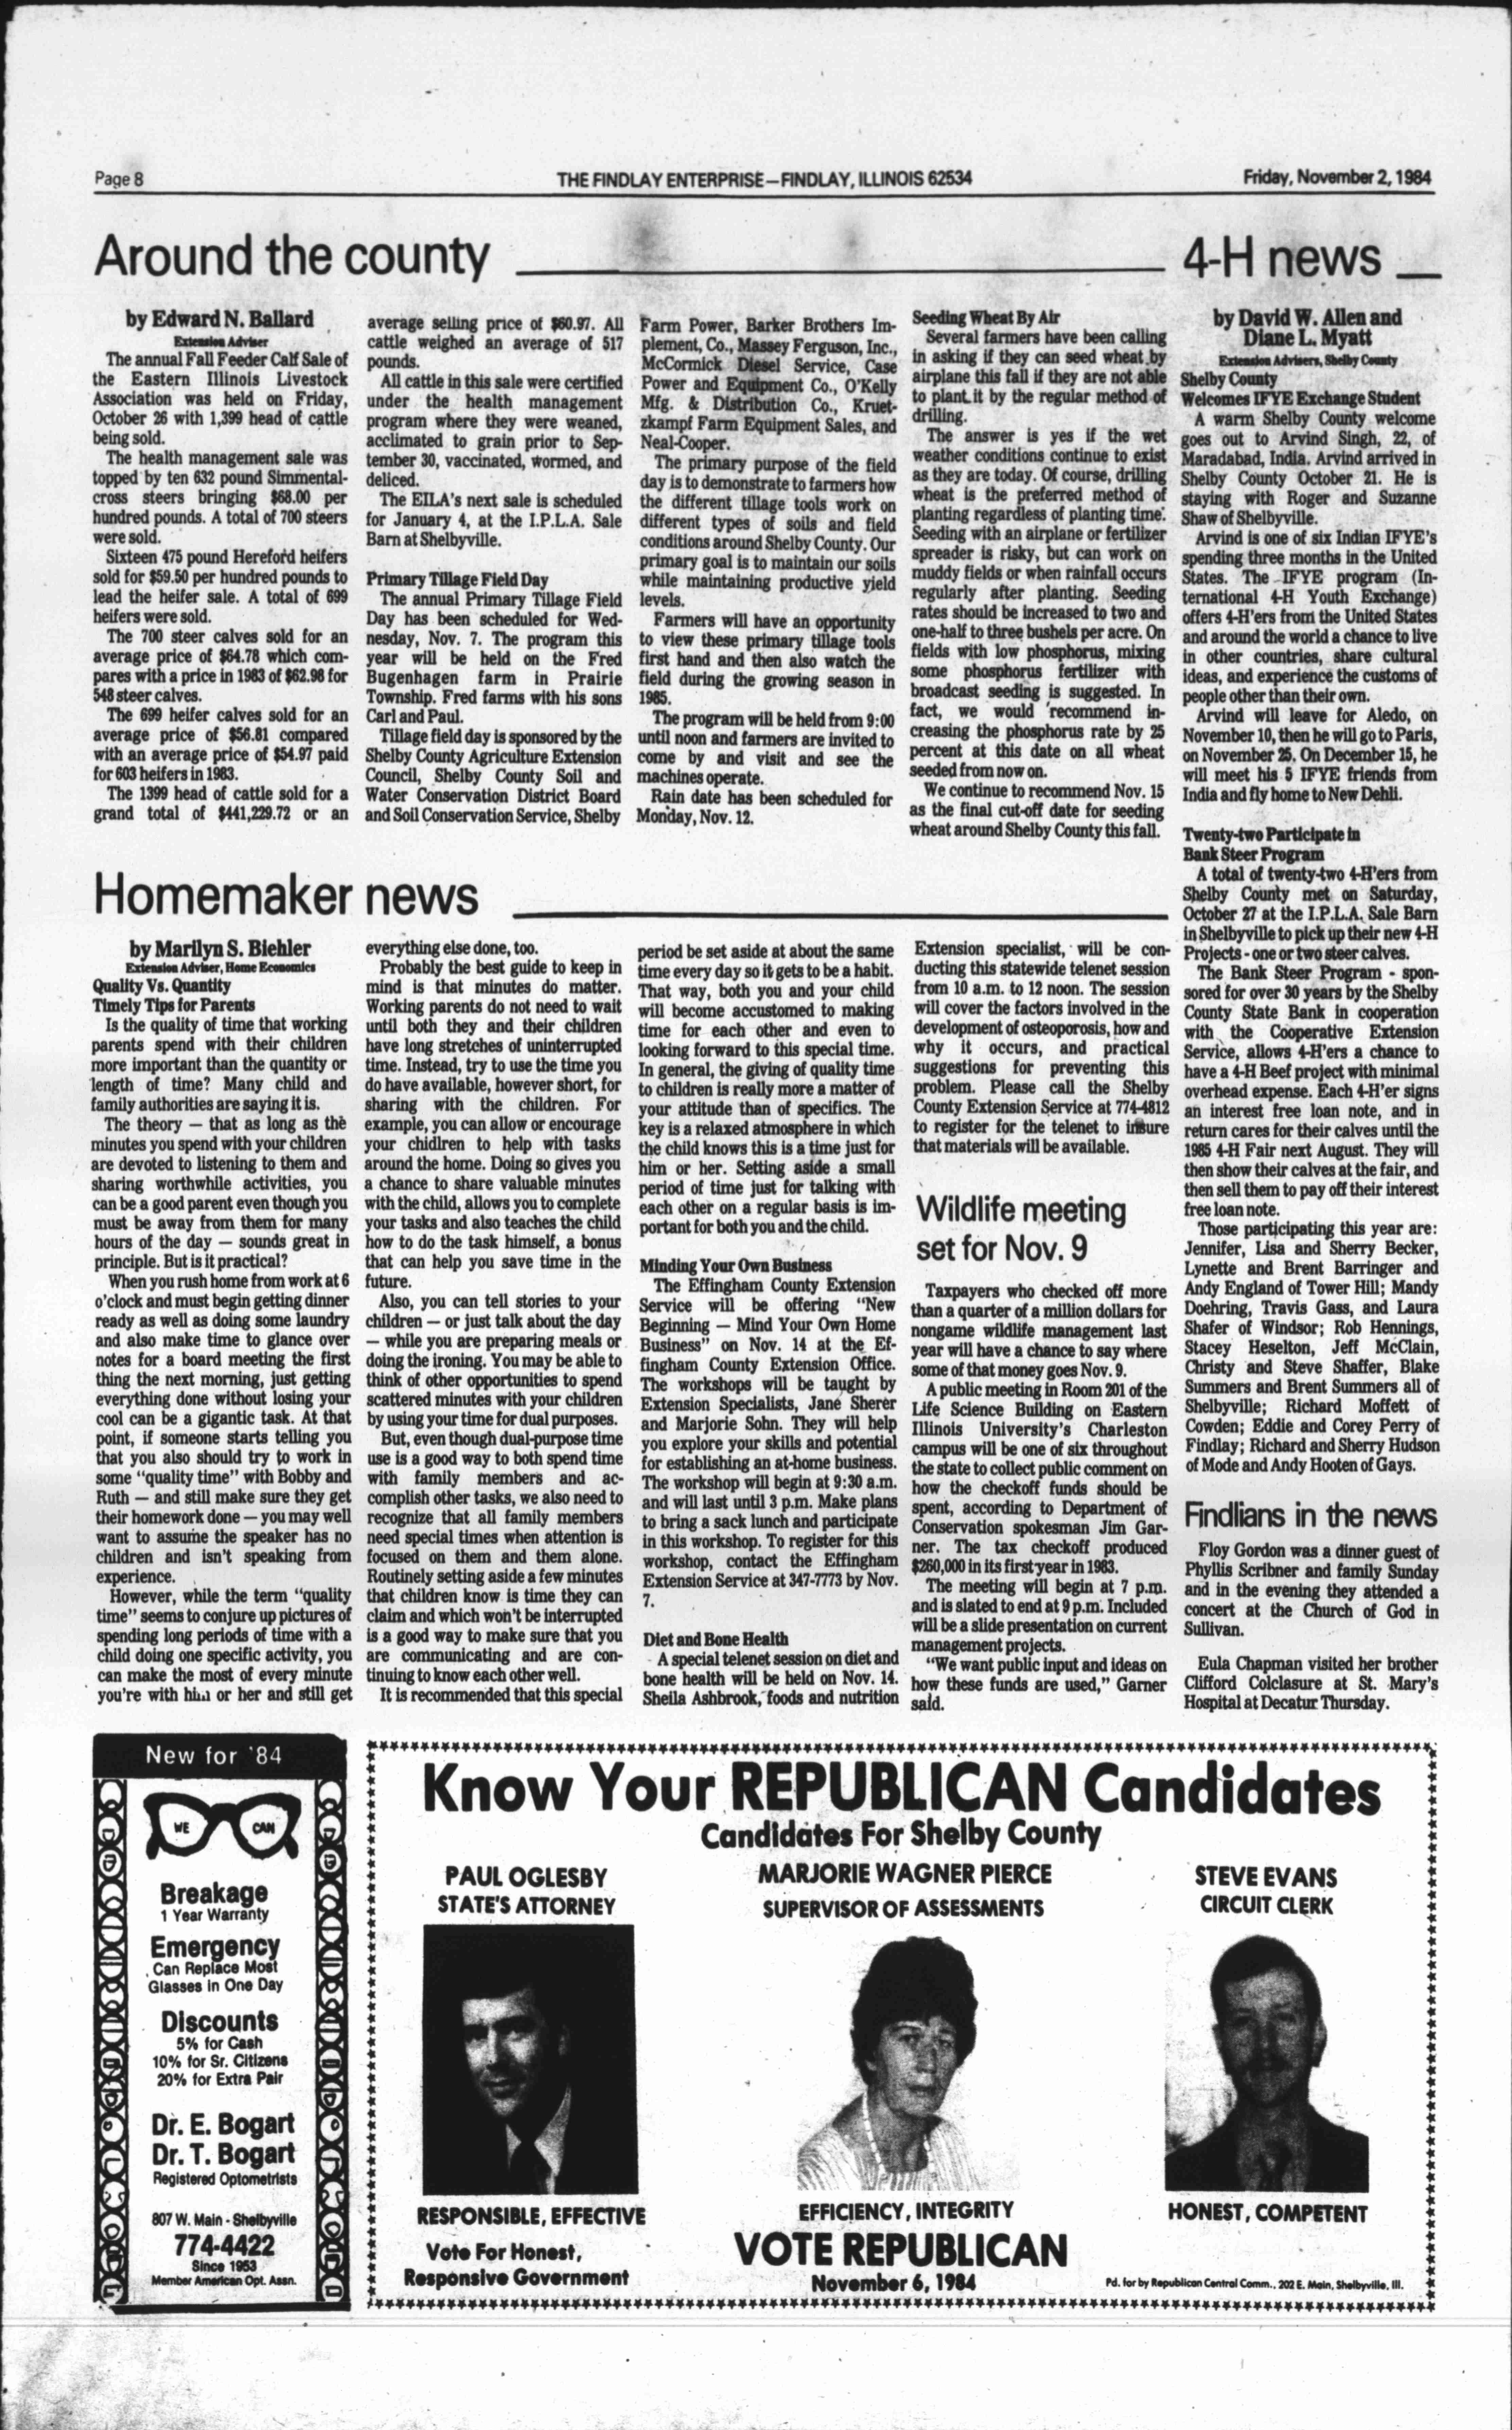 Page 8
THE FINDLAY ENTERPRISE—FINDLAY, ILLINOIS 62534
Friday, November 2, 1984
Around the county
by Edward N. Ballard
Extension Adviser
The annual Fall Feeder Calf Sale of
the Eastern Illinois Livestock
Association was held on Friday,
October 26 with 1,399 head of cattle
being sold.
The health management sale was
topped by ten 632 pound Simmental-
cross steers bringing $68.00 per
hundred pounds. A total of 700 steers
were sold.
Sixteen 475 pound Hereford heifers
sold for $59.50 per hundred pounds to
lead the heifer sale. A total of 699
heifers were sold.
The 700 steer calves sold for an
average price of $64.78 which com-
pares with a price in 1983 of $62.98 for
548 steer calves.
The 699 heifer calves sold for an
average price of $56.81 compared
with an average price of $54.97 paid
for 603 heifers in 1983.
The 1399 head of cattle sold for a
grand total of $441,229.72 or an
average selling price of $60.97. All
cattle weighed an average of 517
pounds.
All cattle in this sale were certified
under the health management
program where they were weaned,
acclimated to grain prior to Sep-
tember 30, vaccinated, wormed, and
deliced.
The EILA's next sale is scheduled
for January 4, at the I.P.L.A. Sale
Barn at Shelbyville.
Primary Tillage Field Day
The annual Primary Tillage Field
Day has been scheduled for Wed-
nesday, Nov. 7. The program this
year will be held on the Fred
Bugenhagen farm in Prairie
Township. Fred farms with his sons
Carl and Paul.
Tillage field day is sponsored by the
Shelby County Agriculture Extension
Council, Shelby County Soil and
Water Conservation District Board
and Soil Conservation Service, Shelby
Farm Power, Barker Brothers Im-
plement, Co., Massey Ferguson, Inc.,
McCormick Diesel Service, Case
Power and Equipment Co., O'Kelly
Mfg. & Distribution Co., Kruet-
zkampf Farm Equipment Sales, and
Neal-Cooper.
The primary purpose of the field
day is to demonstrate to farmers how
the different tillage tools work on
different types of soils and field
conditions around Shelby County. Our
primary goal is to maintain our soils
while maintaining productive yield
levels.
Farmers will have an opportunity
to view these primary tillage tools
first hand and then also watch the
field during the growing season in
1985.
The program will be held from 9:00
until noon and farmers are invited to
come by and visit and see the
machines operate.
Rain date has been scheduled for
Monday, Nov. 12.
Seeding Wheat By Air
Several farmers have been calling
in asking if they can seed wheat by
airplane this fall if they are not able
to plant it by the regular method of
drilling.
The answer is yes if the wet
weather conditions continue to exist
as they are today. Of course, drilling
wheat is the preferred method of
planting regardless of planting time.
Seeding with an airplane or fertilizer
spreader is risky, but can work on
muddy fields or when rainfall occurs
regularly after planting. Seeding
rates should be increased to two and
one-half to three bushels per acre. On
fields with low phosphorus, mixing
some phosphorus fertilizer with
broadcast seeding is suggested. In
fact, we would recommend in-
creasing the phosphorus rate by 25
percent at this date on all wheat
seeded from now on.
We continue to recommend Nov. 15
as the final cut-off date for seeding
wheat around Shelby County this fall.
4-H news
by David W. Allen and
Diane L. Myatt
Extension Advisers, Shelby County
Shelby County
Welcomes IFYE Exchange Student
A warm Shelby County welcome
goes out to Arvind Singh, 22, of
Maradabad, India. Arvind arrived in
Shelby County October 21. He is
staying with Roger and Suzanne
Shaw of Shelbyville.
Arvind is one of six Indian IFYE's
spending three months in the United
States. The IFYE program (In-
ternational 4-H Youth Exchange)
offers 4-H'ers from the United States
and around the world a chance to live
in other countries, share cultural
ideas, and experience the customs of
people other than their own.
Arvind will leave for Aledo, on
November 10, then he will go to Paris,
on November 25. On December 15, he
will meet his 5 IFYE friends from
India and fly home to New Dehli.
Twenty-two Participate in
Bank Steer Program
A total of twenty-two 4-H'ers from
Shelby County met on Saturday,
October 27 at the I.P.L.A. Sale Barn
in Shelbyville to pick up their new 4-H
Projects - one or two steer calves.
The Bank Steer Program - spon-
sored for over 30 years by the Shelby
County State Bank in cooperation
with the Cooperative Extension
Service, allows 4-H'ers a chance to
have a 4-H Beef project with minimal
overhead expense. Each 4-H'er signs
an interest free loan note, and in
return cares for their calves until the
1985 4-H Fair next August. They will
then show their calves at the fair, and
then sell them to pay off their interest
free loan note.
Those participating this year are:
Jennifer, Lisa and Sherry Becker,
Lynette and Brent Barringer and
Andy England of Tower Hill; Mandy
Doehring, Travis Gass, and Laura
Shafer of Windsor; Rob Hennings,
Stacey Heselton, Jeff McClain,
Christy and Steve Shaffer, Blake
Summers and Brent Summers all of
Shelbyville; Richard Moffett of
Cowden; Eddie and Corey Perry of
Findlay; Richard and Sherry Hudson
of Mode and Andy Hooten of Gays.
Homemaker news
by Marilyn S. Biehler
Extension Adviser, Home Economics
Quality Vs. Quantity
Timely Tips for Parents
Is the quality of time that working
parents spend with their children
more important than the quantity or
length of time? Many child and
family authorities are saying it is.
The theory — that as long as the
minutes you spend with your children
are devoted to listening to them and
sharing worthwhile activities, you
can be a good parent even though you
must be away from them for many
hours of the day — sounds great in
principle. But is it practical?
When you rush home from work at 6
o'clock and must begin getting dinner
ready as well as doing some laundry
and also make time to glance over
notes for a board meeting the first
thing the next morning, just getting
everything done without losing your
cool can be a gigantic task. At that
point, if someone starts telling you
that you also should try to work in
some "quality time" with Bobby and
Ruth — and still make sure they get
their homework done — you may well
want to assume the speaker has no
children and isn't speaking from
experience.
However, while the term "quality
time" seems to conjure up pictures of
spending long periods of time with a
child doing one specific activity, you
can make the most of every minute
you're with him or her and still get
everything else done, too.
Probably the best guide to keep in
mind is that minutes do matter.
Working parents do not need to wait
until both they and their children
have long stretches of uninterrupted
time. Instead, try to use the time you
do have available, however short, for
sharing with the children. For
example, you can allow or encourage
your chidlren to help with tasks
around the home. Doing so gives you
a chance to share valuable minutes
with the child, allows you to complete
your tasks and also teaches the child
how to do the task himself, a bonus
that can help you save time in the
future.
Also, you can tell stories to your
children — or just talk about the day
— while you are preparing meals or
doing the ironing. You may be able to
think of other opportunities to spend
scattered minutes with your children
by using your time for dual purposes.
But, even though dual-purpose time
use is a good way to both spend time
with family members and ac-
complish other tasks, we also need to
recognize that all family members
need special times when attention is
focused on them and them alone.
Routinely setting aside a few minutes
that children know is time they can
claim and which won't be interrupted
is a good way to make sure that you
are communicating and are con-
tinuing to know each other well.
It is recommended that this special
period be set aside at about the same
time every day so it gets to be a habit.
That way, both you and your child
will become accustomed to making
time for each other and even to
looking forward to this special time.
In general, the giving of quality time
to children is really more a matter of
your attitude than of specifics. The
key is a relaxed atmosphere in which
the child knows this is a time just for
him or her. Setting aside a small
period of time just for talking with
each other on a regular basis is im-
portant for both you and the child.
Minding Your Own Business
The Effingham County Extension
Service will be offering "New
Beginning — Mind Your Own Home
Business" on Nov. 14 at the Ef-
fingham County Extension Office.
The workshops will be taught by
Extension Specialists, Jane Sherer
and Marjorie Sohn. They will help
you explore your skills and potential
for establishing an at-home business.
The workshop will begin at 9:30 a.m.
and will last until 3 p.m. Make plans
to bring a sack lunch and participate
in this workshop. To register for this
workshop, contact the Effingham
Extension Service at 347-7773 by Nov.
7.
Diet and Bone Health
A special telenet session on diet and
bone health will be held on Nov. 14.
Sheila Ashbrook, foods and nutrition
Extension specialist, will be con-
ducting this statewide telenet session
from 10 a.m. to 12 noon. The session
will cover the factors involved in the
development of osteoporosis, how and
why it occurs, and practical
suggestions for preventing this
problem. Please call the Shelby
County Extension Service at 774-4812
to register for the telenet to insure
that materials will be available.
Wildlife meeting
set for Nov. 9
Taxpayers who checked off more
than a quarter of a million dollars for
nongame wildlife management last
year will have a chance to say where
some of that money goes Nov. 9.
A public meeting in Room 201 of the
Life Science Building on Eastern
Illinois University's Charleston
campus will be one of six throughout
the state to collect public comment on
how the checkoff funds should be
spent, according to Department of
Conservation spokesman Jim Gar-
ner. The tax checkoff produced
$260,000 in its first year in 1983.
The meeting will begin at 7 p.m.
and is slated to end at 9 p.m. Included
will be a slide presentation on current
management projects.
"We want public input and ideas on
how these funds are used," Garner
said.
Findlians in the news
Floy Gordon was a dinner guest of
Phyllis Scribner and family Sunday
and in the evening they attended a
concert at the Church of God in
Sullivan.
Eula Chapman visited her brother
Clifford Colclasure at St. Mary's
Hospital at Decatur Thursday.
New for '84
WE CAN
Breakage
1 Year Warranty
Emergency
Can Replace Most
Glasses in One Day
Discounts
5% for Cash
10% for Sr. Citizens
20% for Extra Pair
Dr. E. Bogart
Dr. T. Bogart
Registered Optometrists
807 W. Main - Shelbyville
774-4422
Since 1953
Member American Opt. Assn.
Know Your REPUBLICAN Candidates
Candidates For Shelby County
PAUL OGLESBY
STATE'S ATTORNEY
RESPONSIBLE, EFFECTIVE
MARJORIE WAGNER PIERCE
SUPERVISOR OF ASSESSMENTS
EFFICIENCY, INTEGRITY
STEVE EVANS
CIRCUIT CLERK
HONEST, COMPETENT
Vote For Honest,
Responsive Government
VOTE REPUBLICAN
November 6, 1984
Pd. for by Republican Central Comm., 202 E. Main, Shelbyville, Ill.